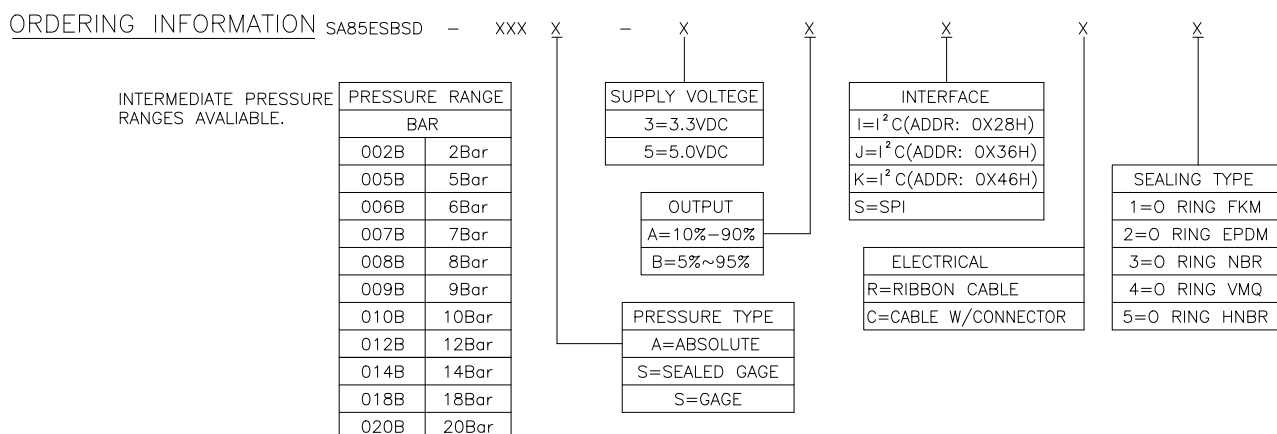 ORDERING INFORMATION SA85ESBSD - XXX X - X X X X X
INTERMEDIATE PRESSURE
RANGES AVALIABLE.
PRESSURE RANGE
BAR
002B 2Bar
005B 5Bar
006B 6Bar
007B 7Bar
008B 8Bar
009B 9Bar
010B 10Bar
012B 12Bar
014B 14Bar
018B 18Bar
020B 20Bar
SUPPLY VOLTEGE
3=3.3VDC
5=5.0VDC
OUTPUT
A=10%-90%
B=5%~95%
PRESSURE TYPE
A=ABSOLUTE
S=SEALED GAGE
S=GAGE
INTERFACE
I=I²C(ADDR: 0X28H)
J=I²C(ADDR: 0X36H)
K=I²C(ADDR: 0X46H)
S=SPI
ELECTRICAL
R=RIBBON CABLE
C=CABLE W/CONNECTOR
SEALING TYPE
1=O RING FKM
2=O RING EPDM
3=O RING NBR
4=O RING VMQ
5=O RING HNBR